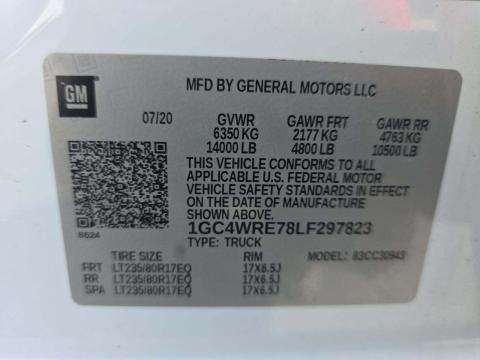 GM
MFD BY GENERAL MOTORS LLC
07/20 GVWR GAWR FRT GAWR RR
6350 KG 2177 KG 4763 KG
14000 LB 4800 LB 10500 LB
THIS VEHICLE CONFORMS TO ALL
APPLICABLE U.S. FEDERAL MOTOR
VEHICLE SAFETY STANDARDS IN EFFECT
ON THE DATE OF MANUFACTURE
SHOWN ABOVE.
1GC4WRE78LF297823
TYPE: TRUCK
MODEL:
TIRE SIZE RIM
FRT LT235/80R17EQ 17X6.5J
RR LT235/80R17EQ 17X6.5J
SPA LT235/80R17EQ 17X6.5J